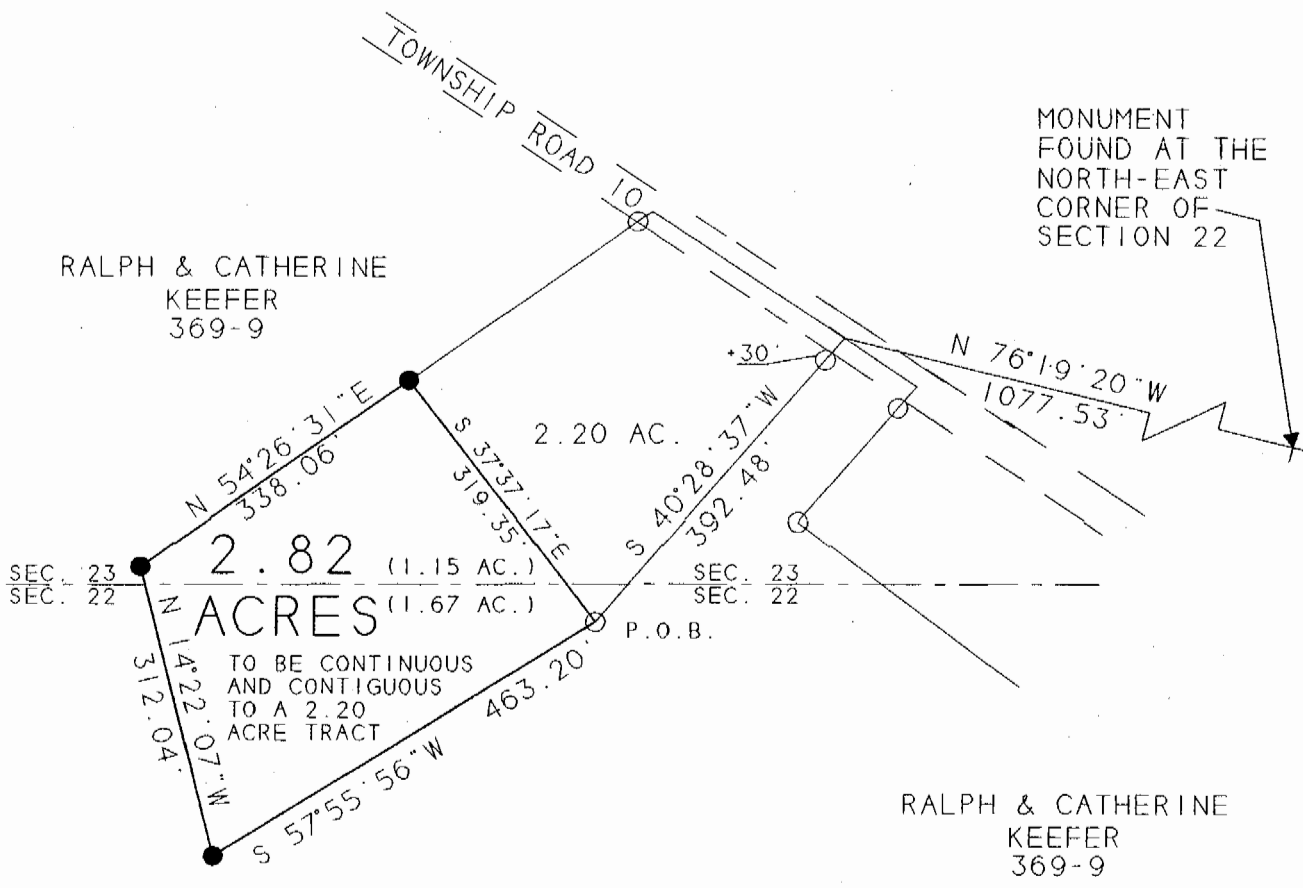 TOWNSHIP ROAD 10
MONUMENT
FOUND AT THE
NORTH-EAST
CORNER OF
SECTION 22
RALPH & CATHERINE
KEEFER
369-9
N 76°19'20"W
1077.53'
+30'
2.20 AC.
N 54°26'31"E
338.06'
S 37°37'17"E
319.35'
S 40°28'37"W
392.48'
2.82 (1.15 AC.)
SEC. 23
SEC. 22
SEC. 23
SEC. 22
ACRES (1.67 AC.)
P.O.B.
TO BE CONTINUOUS
AND CONTIGUOUS
TO A 2.20
ACRE TRACT
N 14°22'07"W
312.04'
463.20'
S 57°55'56"W
RALPH & CATHERINE
KEEFER
369-9